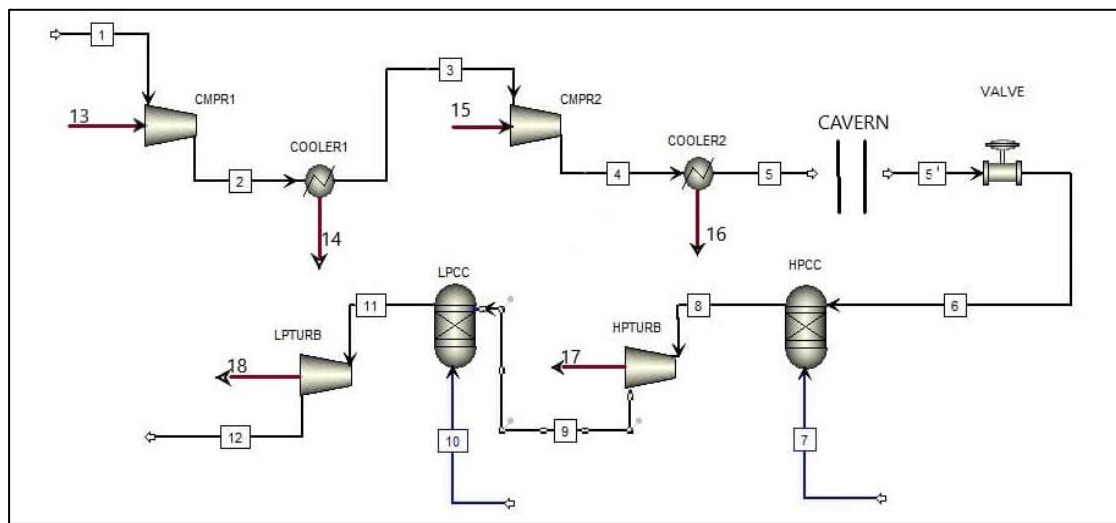 1
CMPR1
13
2
COOLER1
14
3
15
CMPR2
4
COOLER2
16
5
CAVERN
5'
VALVE
6
HPCC
7
8
HPTURB
17
9
LPCC
10
11
LPTURB
18
12